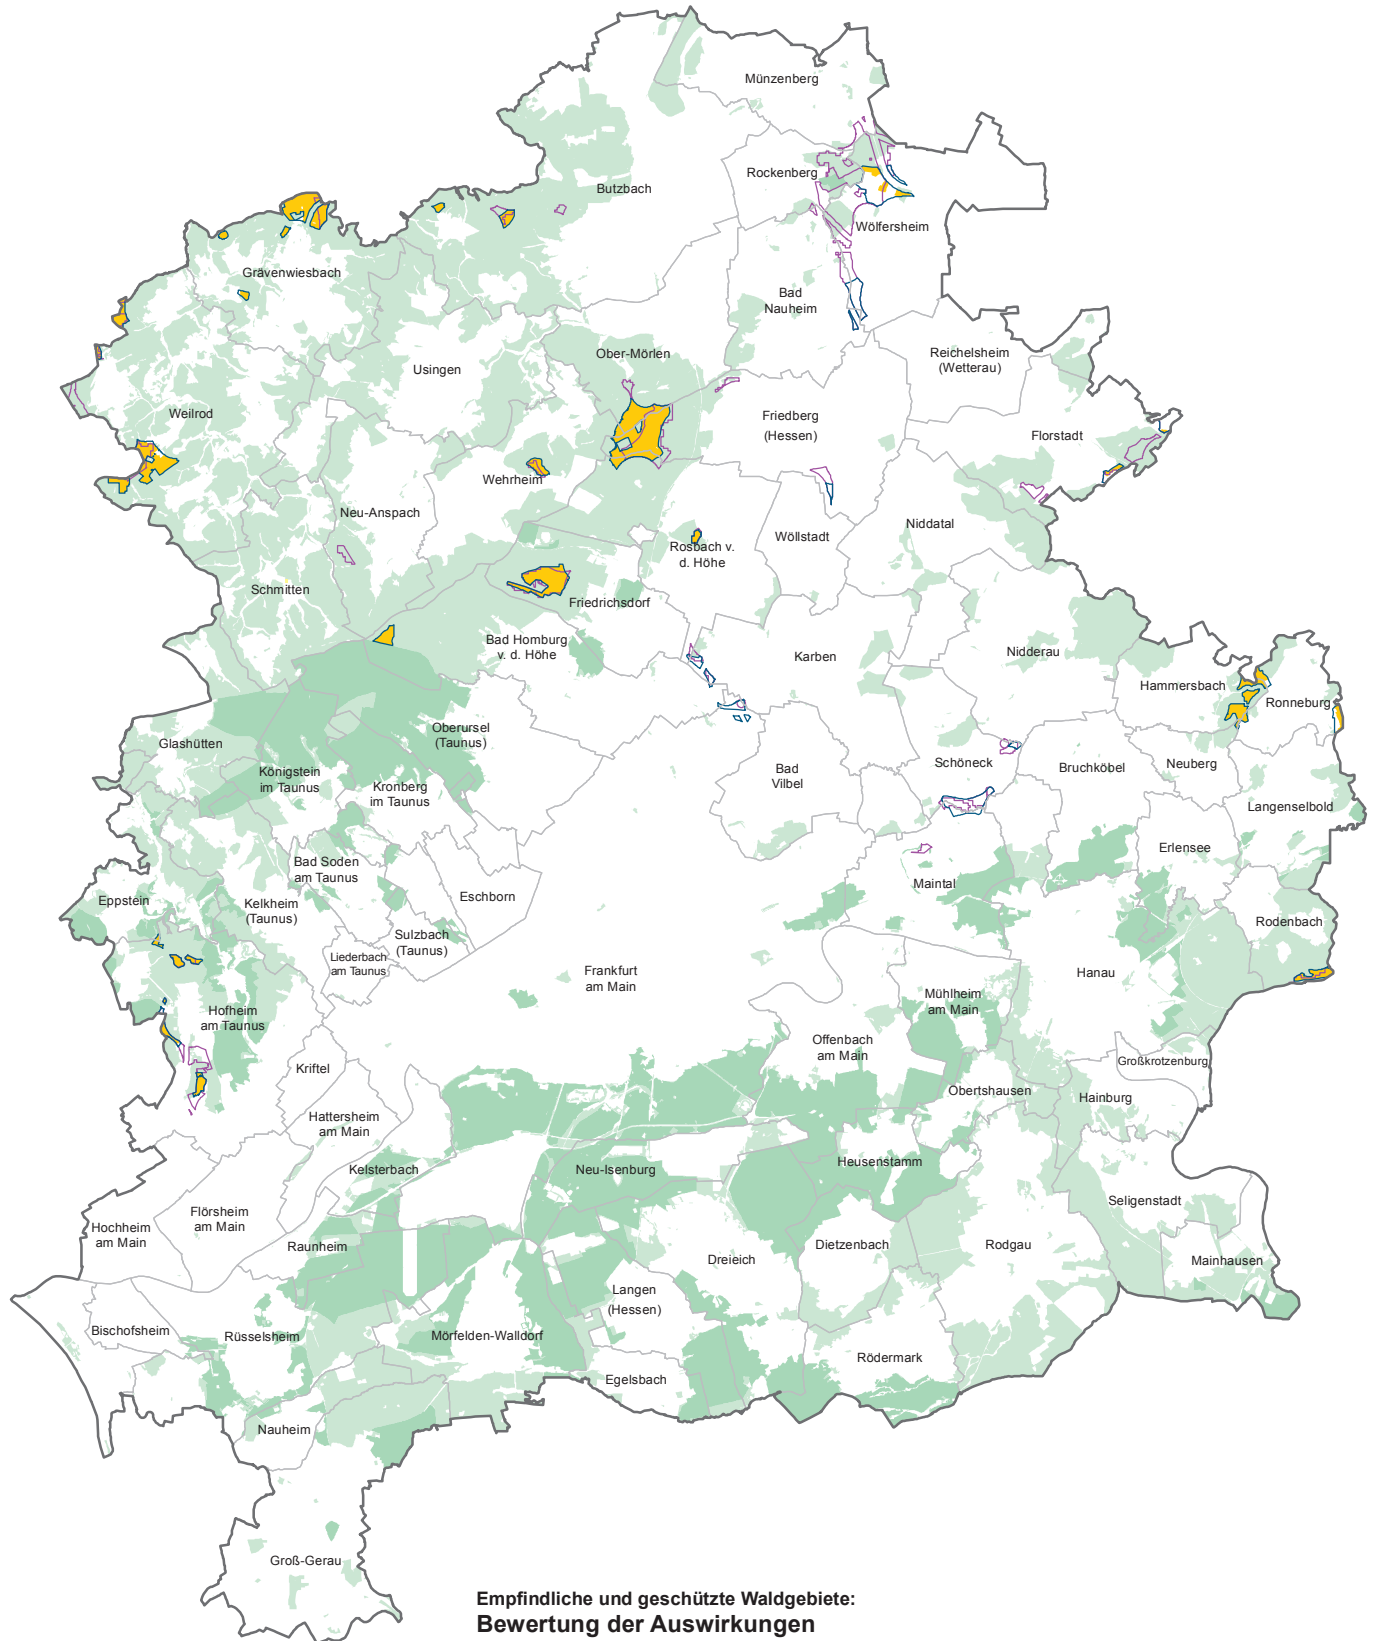 Münzenberg
Rockenberg
Butzbach
Wölfersheim
Grävenwiesbach
Bad
Nauheim
Ober-Mörlen
Reichelsheim
(Wetterau)
Usingen
Weilrod
Friedberg
(Hessen)
Florstadt
Wehrheim
Neu-Anspach
Niddatal
Wöllstadt
Rosbach v.
d. Höhe
Schmitten
Friedrichsdorf
Bad Homburg
v. d. Höhe
Karben
Nidderau
Hammersbach
Ronneburg
Oberursel
(Taunus)
Glashütten
Königstein
im Taunus
Kronberg
im Taunus
Bad
Vilbel
Schöneck
Bruchköbel
Neuberg
Langenselbold
Erlensee
Bad Soden
am Taunus
Eschborn
Maintal
Eppstein
Kelkheim
(Taunus)
Sulzbach
(Taunus)
Rodenbach
Liederbach
am Taunus
Frankfurt
am Main
Hanau
Mühlheim
am Main
Hofheim
am Taunus
Offenbach
am Main
Kriftel
Großkrotzenburg
Obertshausen
Hainburg
Hattersheim
am Main
Kelsterbach
Neu-Isenburg
Heusenstamm
Seligenstadt
Flörsheim
am Main
Hochheim
am Main
Raunheim
Dreieich
Dietzenbach
Rodgau
Mainhausen
Langen
(Hessen)
Bischofsheim
Rüsselsheim
Mörfelden-Walldorf
Rödermark
Egelsbach
Nauheim
Groß-Gerau
Empfindliche und geschützte Waldgebiete:
Bewertung der Auswirkungen